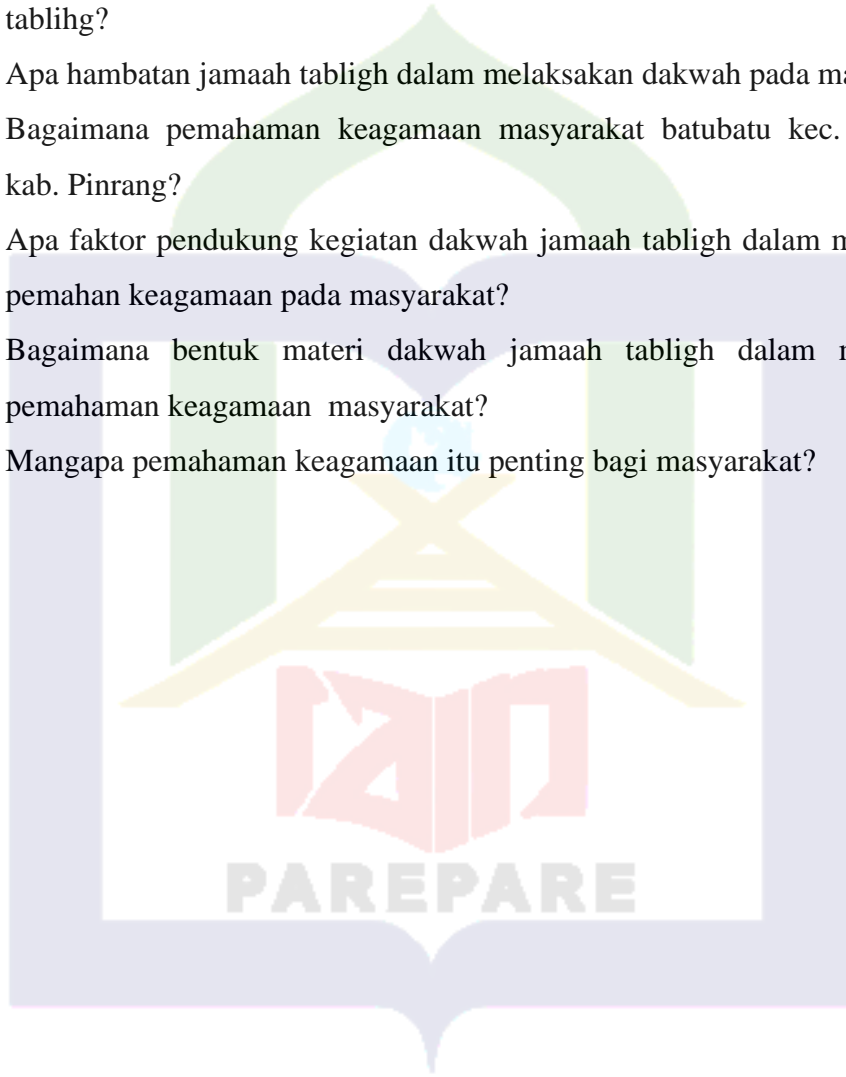 tablihg?
Apa hambatan jamaah tabligh dalam melaksakan dakwah pada
Bagaimana pemahaman keagamaan masyarakat batubatu kec.
kab. Pinrang?
Apa faktor pendukung kegiatan dakwah jamaah tabligh dalam
pemahan keagamaan pada masyarakat?
Bagaimana bentuk materi dakwah jamaah tabligh dalam
pemahaman keagamaan masyarakat?
Mangapa pemahaman keagamaan itu penting bagi masyarakat?
PAREPARE